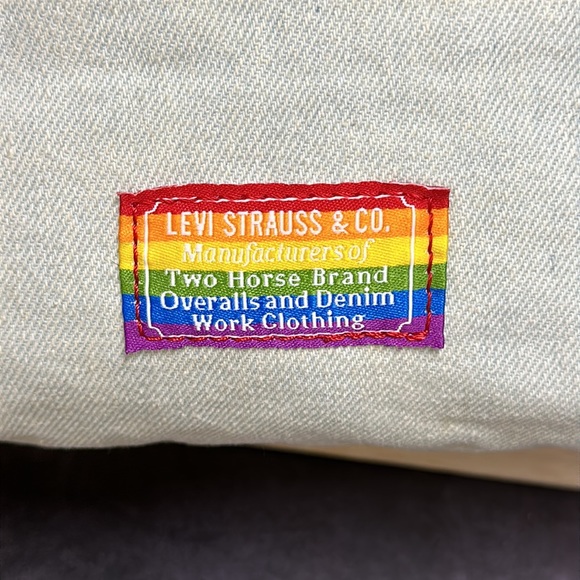 LEVI STRAUSS & CO.
Manufacturers of
Two Horse Brand
Overalls and Denim
Work Clothing